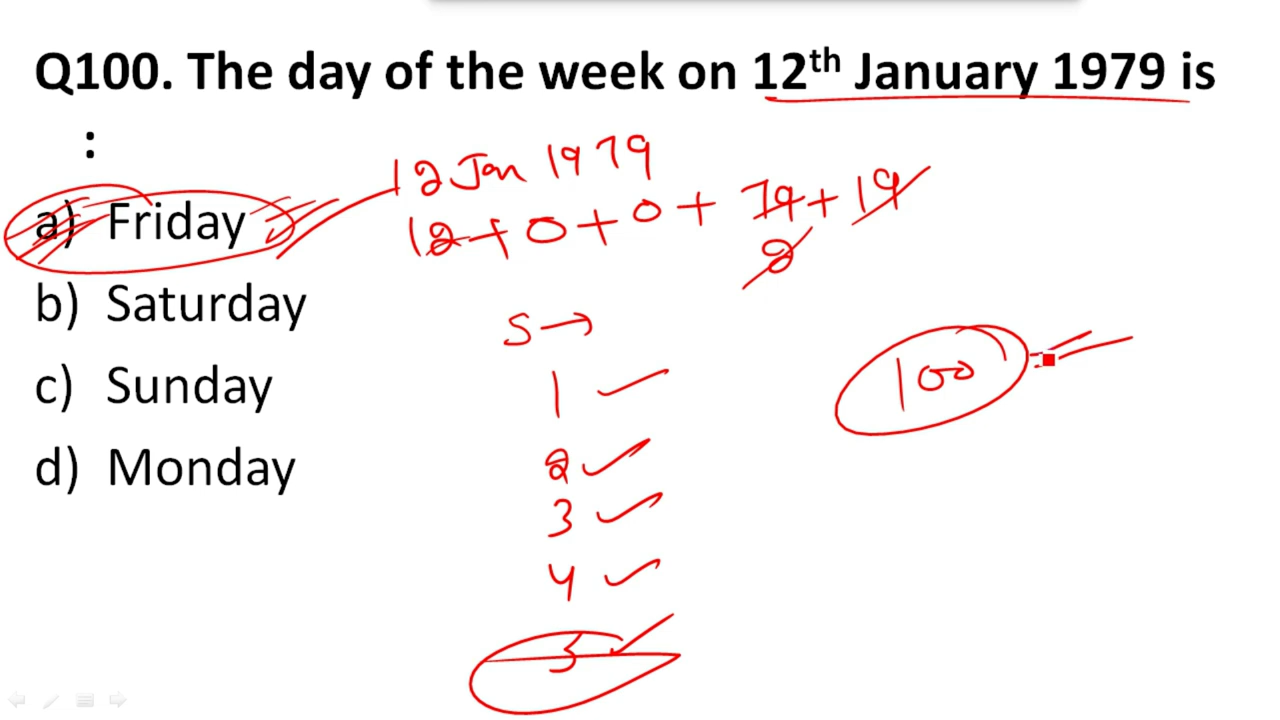 Q100. The day of the week on 12th January 1979 is
:
12 Jan 1979
a) Friday
12 + 0 + 0 + 79 + 19
2
b) Saturday
S →
1
100
c) Sunday
2
d) Monday
3
4